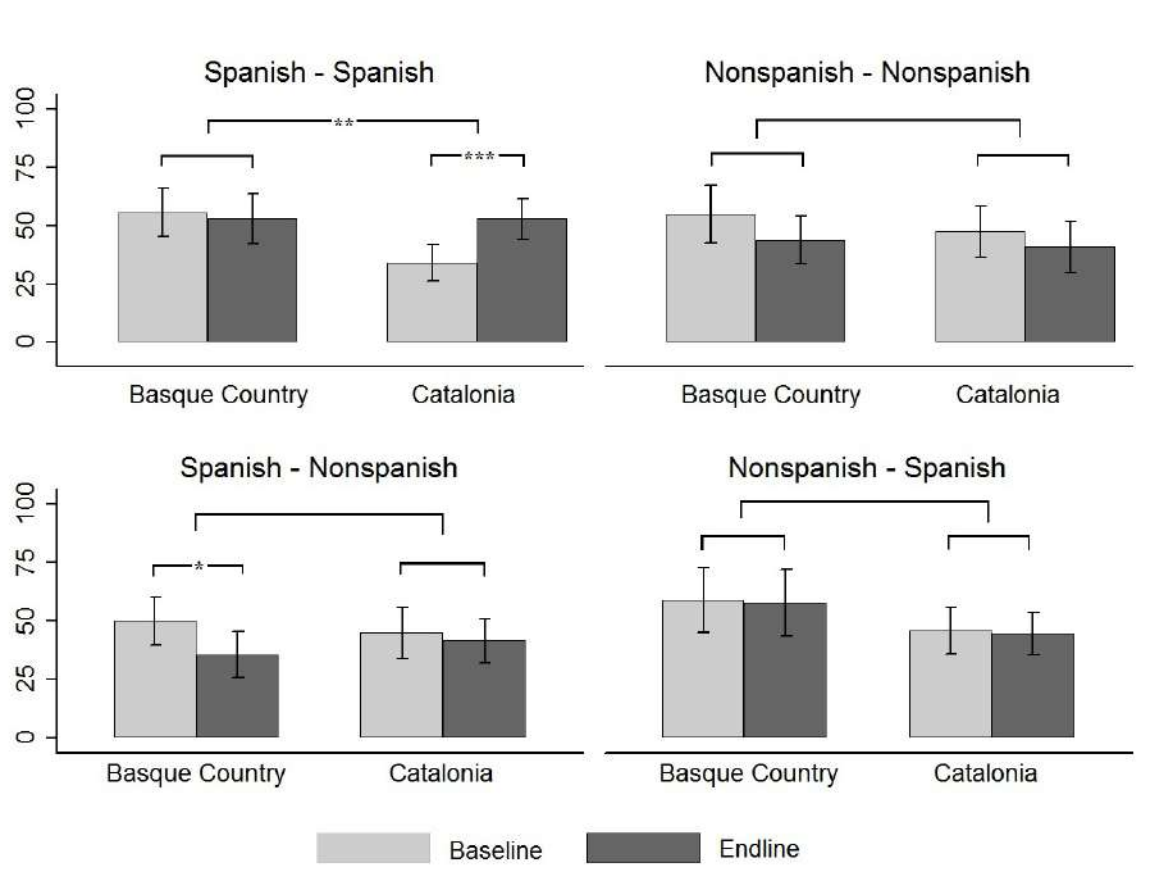 Spanish - Spanish
Nonspanish - Nonspanish
100
75
50
25
0
**
***
Basque Country
Catalonia
Basque Country
Catalonia
Spanish - Nonspanish
Nonspanish - Spanish
100
75
50
25
0
*
Basque Country
Catalonia
Basque Country
Catalonia
Baseline
Endline